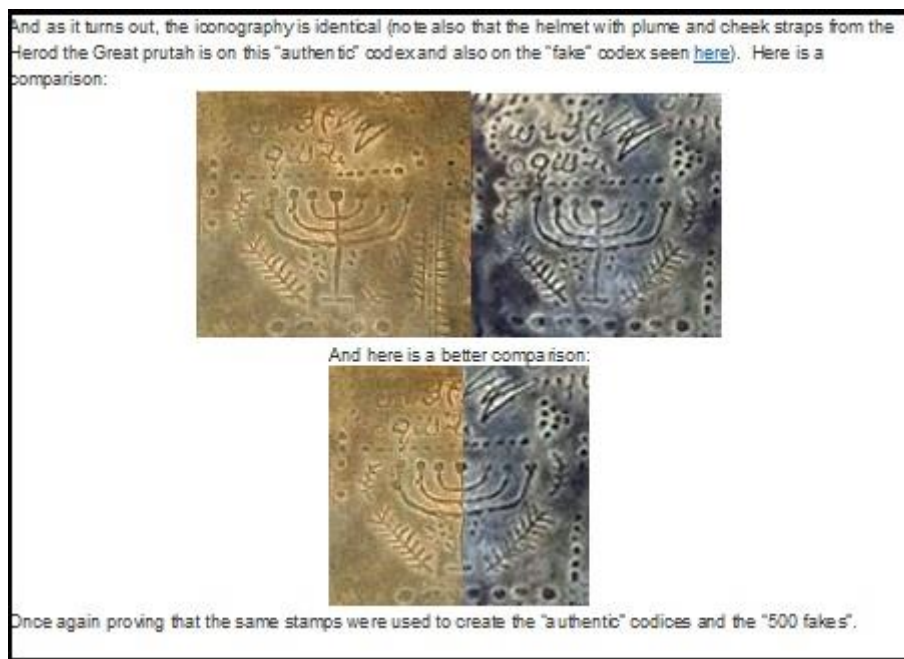 And as it turns out, the iconography is identical (note also that the helmet with plume and cheek straps from the
Herod the Great prutah is on this "authentic" codex and also on the "fake" codex seen here). Here is a
comparison:
And here is a better comparison:
Once again proving that the same stamps were used to create the "authentic" codices and the "500 fakes".